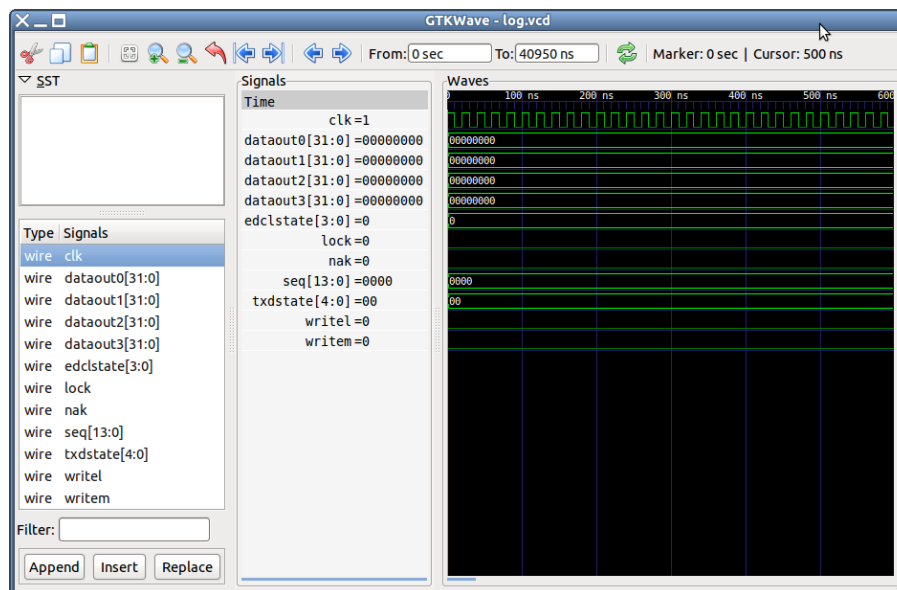 GTKWave - log.vcd
From: 0 sec To: 40950 ns Marker: 0 sec | Cursor: 500 ns
SST
Type Signals
wire clk
wire dataout0[31:0]
wire dataout1[31:0]
wire dataout2[31:0]
wire dataout3[31:0]
wire edclstate[3:0]
wire lock
wire nak
wire seq[13:0]
wire txdstate[4:0]
wire writel
wire writem
Filter:
Append Insert Replace
Signals
Time
clk =1
dataout0[31:0] =00000000
dataout1[31:0] =00000000
dataout2[31:0] =00000000
dataout3[31:0] =00000000
edclstate[3:0] =0
lock =0
nak =0
seq[13:0] =0000
txdstate[4:0] =00
writel =0
writem =0
Waves
100 ns 200 ns 300 ns 400 ns 500 ns 600
00000000
00000000
00000000
00000000
0
0000
00